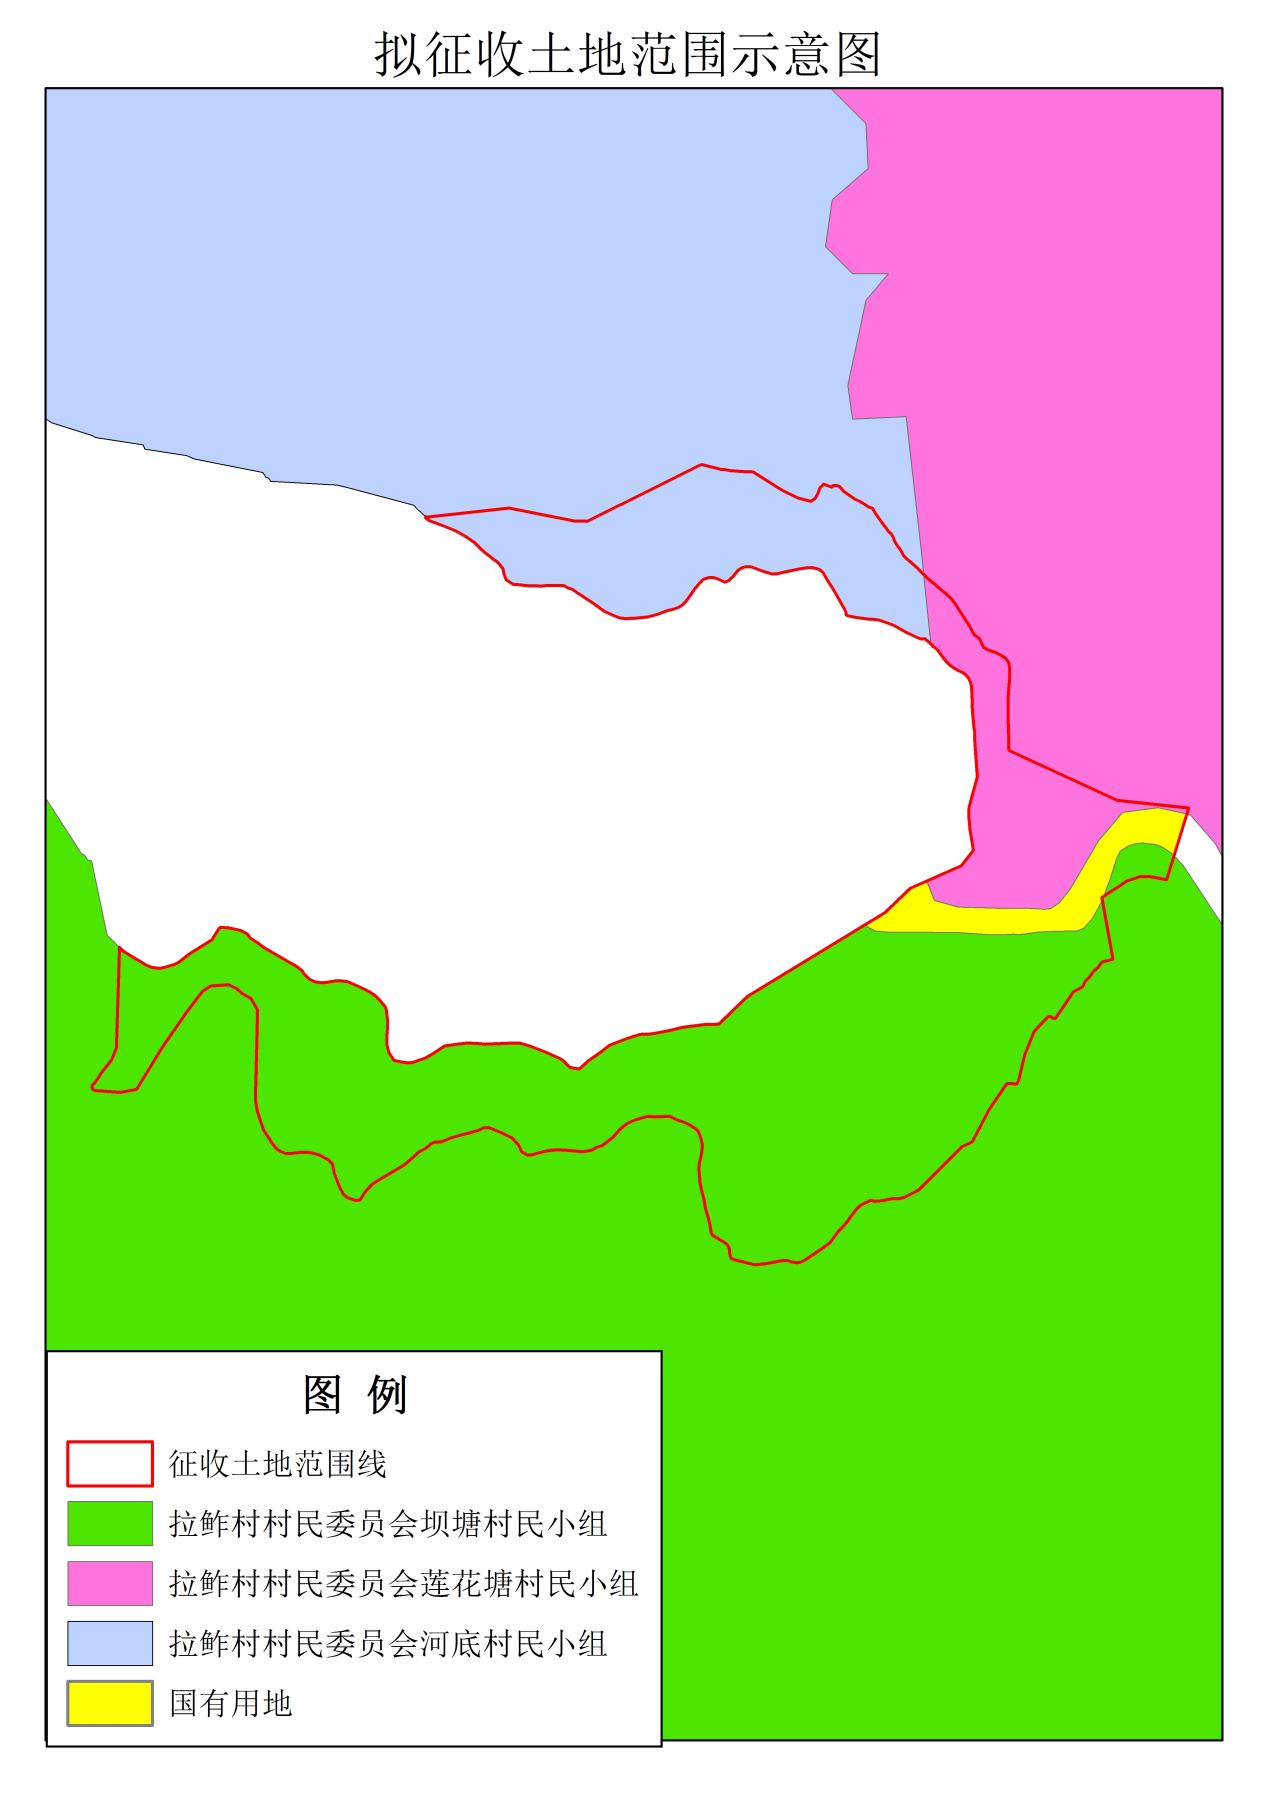 拟征收土地范围示意图
图 例
征收土地范围线
拉鲊村村民委员会坝塘村民小组
拉鲊村村民委员会莲花塘村民小组
拉鲊村村民委员会河底村民小组
国有用地